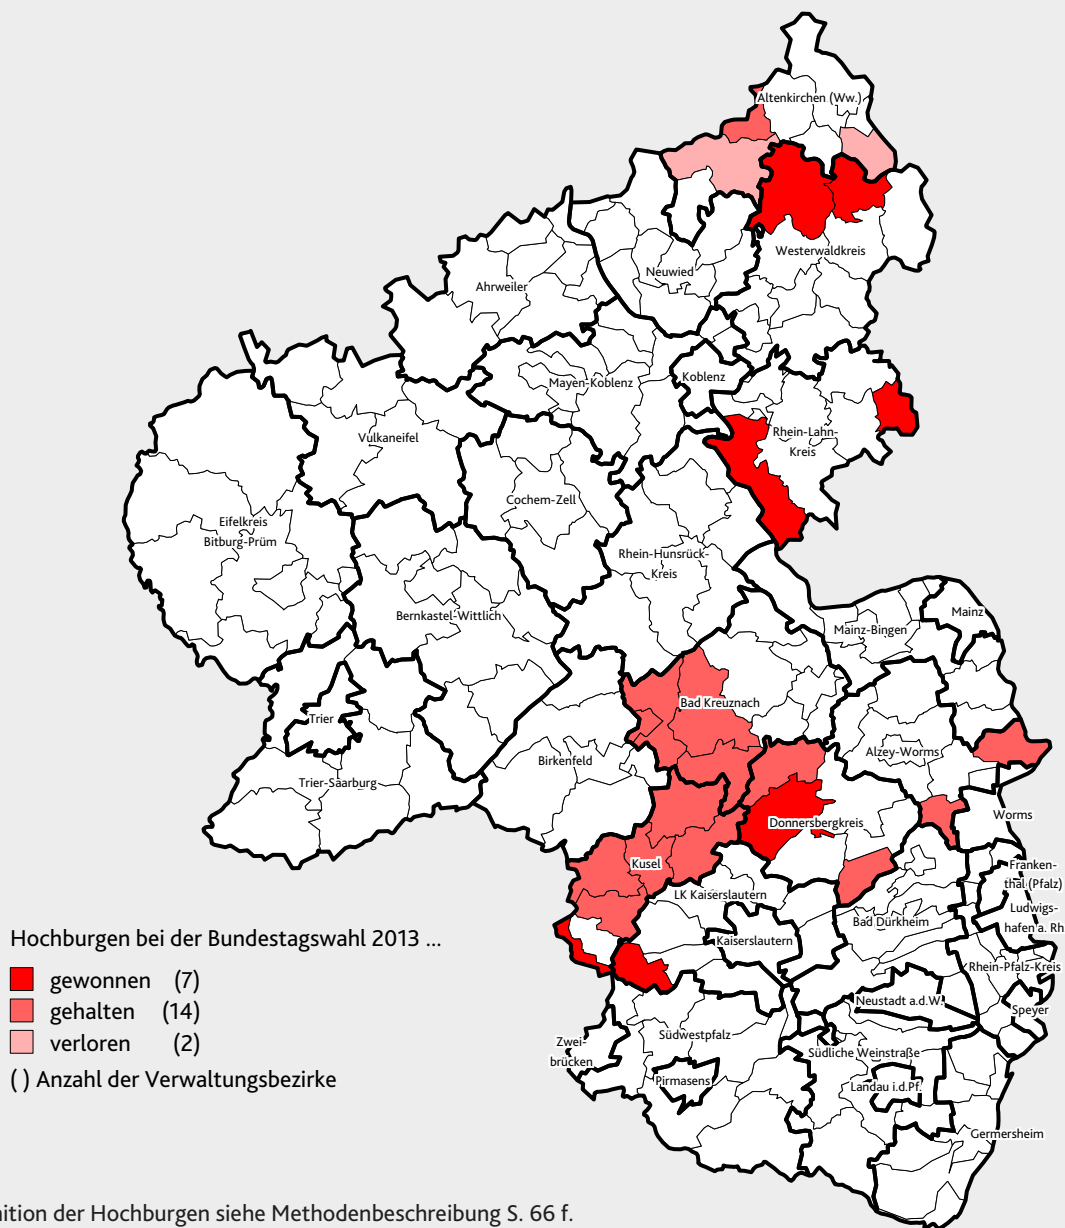 Altenkirchen (Ww.)
Westerwaldkreis
Neuwied
Ahrweiler
Koblenz
Mayen-Koblenz
Rhein-Lahn-
Kreis
Vulkaneifel
Cochem-Zell
Eifelkreis
Bitburg-Prüm
Rhein-Hunsrück-
Kreis
Bernkastel-Wittlich
Mainz
Mainz-Bingen
Bad Kreuznach
Trier
Alzey-Worms
Birkenfeld
Trier-Saarburg
Worms
Donnersbergkreis
Kusel
Franken-
thal (Pfalz)
LK Kaiserslautern
Ludwigs-
hafen a. Rh
Bad Dürkheim
Kaiserslautern
Rhein-Pfalz-Kreis
Neustadt a.d.W.
Speyer
Südwestpfalz
Zwei-
brücken
Südliche Weinstraße
Pirmasens
Landau i.d.Pf.
Germersheim
Hochburgen bei der Bundestagswahl 2013 ...
gewonnen (7)
gehalten (14)
verloren (2)
( ) Anzahl der Verwaltungsbezirke
nition der Hochburgen siehe Methodenbeschreibung S. 66 f.